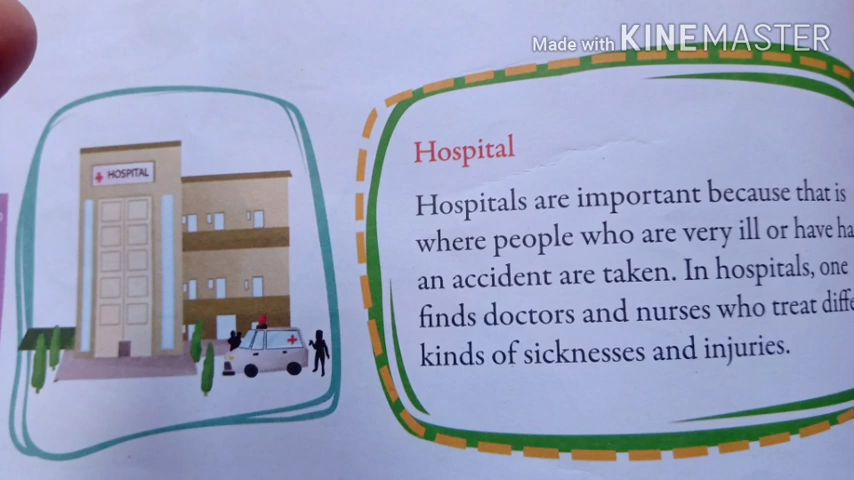 Made with KINEMASTER
HOSPITAL
Hospital
Hospitals are important because that is
where people who are very ill or have
an accident are taken. In hospitals, one
finds doctors and nurses who treat
kinds of sicknesses and injuries.